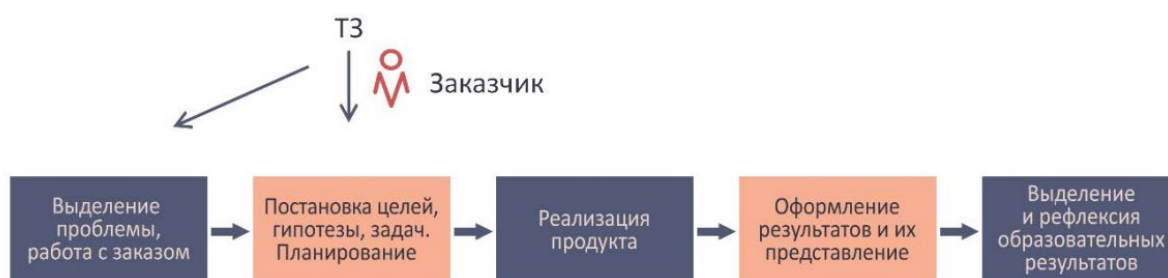 ТЗ
Заказчик
Выделение
проблемы,
работа с заказом
Постановка целей,
гипотезы, задач.
Планирование
Реализация
продукта
Оформление
результатов и их
представление
Выделение
и рефлексия
образовательных
результатов